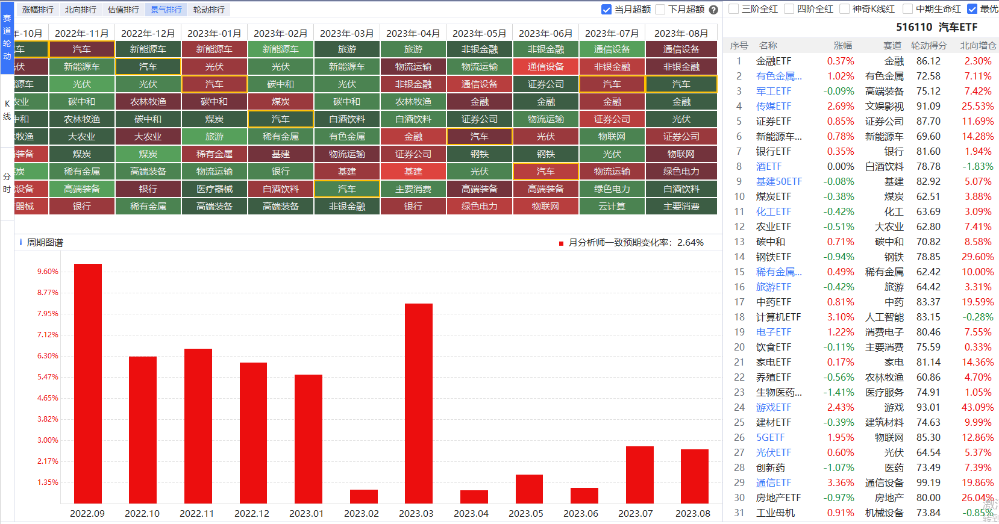 赛道轮动
K线
分时
涨幅排行 北向排行 估值排行 景气排行 轮动排行 当月超额 下月超额 ?
-10月 2022年-11月 2022年-12月 2023年-01月 2023年-02月 2023年-03月 2023年-04月 2023年-05月 2023年-06月 2023年-07月 2023年-08月
车 汽车 新能源车 新能源车 新能源车 旅游 旅游 非银金融 非银金融 通信设备 通信设备
伏 新能源车 汽车 光伏 光伏 新能源车 物流运输 物流运输 通信设备 非银金融 非银金融
源车 光伏 光伏 汽车 碳中和 光伏 非银金融 通信设备 证券公司 汽车 汽车
农业 碳中和 农林牧渔 碳中和 煤炭 碳中和 农林牧渔 金融 金融 金融 金融
中和 农林牧渔 碳中和 煤炭 汽车 白酒饮料 白酒饮料 证券公司 物流运输 证券公司 光伏
牧渔 大农业 大农业 旅游 稀有金属 有色金属 金融 汽车 光伏 物联网 证券公司
装备 煤炭 煤炭 稀有金属 基建 物流运输 证券公司 钢铁 钢铁 光伏 物联网
炭 稀有金属 高端装备 物流运输 银行 基建 基建 光伏 汽车 物流运输 绿色电力
设备 高端装备 银行 医疗器械 白酒饮料 汽车 主要消费 高端装备 高端装备 绿色电力 白酒饮料
器械 银行 稀有金属 高端装备 高端装备 非银金融 银行 绿色电力 物联网 云计算 主要消费
周期图谱 月分析师一致预期变化率：2.64%
9.60%
8.77%
7.95%
7.12%
6.30%
5.47%
4.65%
3.82%
3.00%
2.17%
1.35%
2022.09 2022.10 2022.11 2022.12 2023.01 2023.02 2023.03 2023.04 2023.05 2023.06 2023.07 2023.08
三阶全红 四阶全红 神奇K线红 中期生命红 最优
516110 汽车ETF
序号 名称 涨幅 赛道 轮动得分 北向增仓
1 金融ETF 0.37% 金融 86.12 2.30%
2 有色金属... 1.02% 有色金属 72.58 7.11%
3 军工ETF -0.09% 高端装备 75.12 7.42%
4 传媒ETF 2.69% 文娱影视 91.09 25.53%
5 证券ETF 0.85% 证券公司 87.70 11.69%
6 新能源车... 0.78% 新能源车 69.60 14.28%
7 银行ETF 0.35% 银行 81.60 1.94%
8 酒ETF 0.00% 白酒饮料 78.78 -1.83%
9 基建50ETF -0.08% 基建 82.92 5.07%
10 煤炭ETF -0.38% 煤炭 62.51 3.88%
11 化工ETF -0.42% 化工 63.69 3.09%
12 农业ETF -0.51% 大农业 62.80 7.41%
13 碳中和 0.71% 碳中和 70.82 8.58%
14 钢铁ETF -0.94% 钢铁 78.85 29.60%
15 稀有金属... 0.49% 稀有金属 62.42 10.00%
16 旅游ETF -0.42% 旅游 64.42 3.31%
17 中药ETF 0.81% 中药 83.37 19.59%
18 计算机ETF 3.10% 人工智能 83.15 -0.28%
19 电子ETF 1.22% 消费电子 80.46 7.55%
20 饮食ETF -0.11% 主要消费 75.59 0.33%
21 家电ETF 0.17% 家电 81.14 14.36%
22 养殖ETF -0.56% 农林牧渔 60.86 4.70%
23 生物医药... -1.41% 医疗服务 74.91 1.05%
24 游戏ETF 2.43% 游戏 93.01 43.09%
25 建材ETF -0.39% 建筑材料 74.63 9.99%
26 5GETF 1.95% 物联网 85.30 12.86%
27 光伏ETF 0.60% 光伏 64.54 5.37%
28 创新药 -1.07% 医药 73.49 7.39%
29 通信ETF 3.36% 通信设备 99.19 19.86%
30 房地产ETF -0.97% 房地产 80.00 26.04%
31 工业母机 0.91% 机械设备 73.84 -0.85%
激
转到